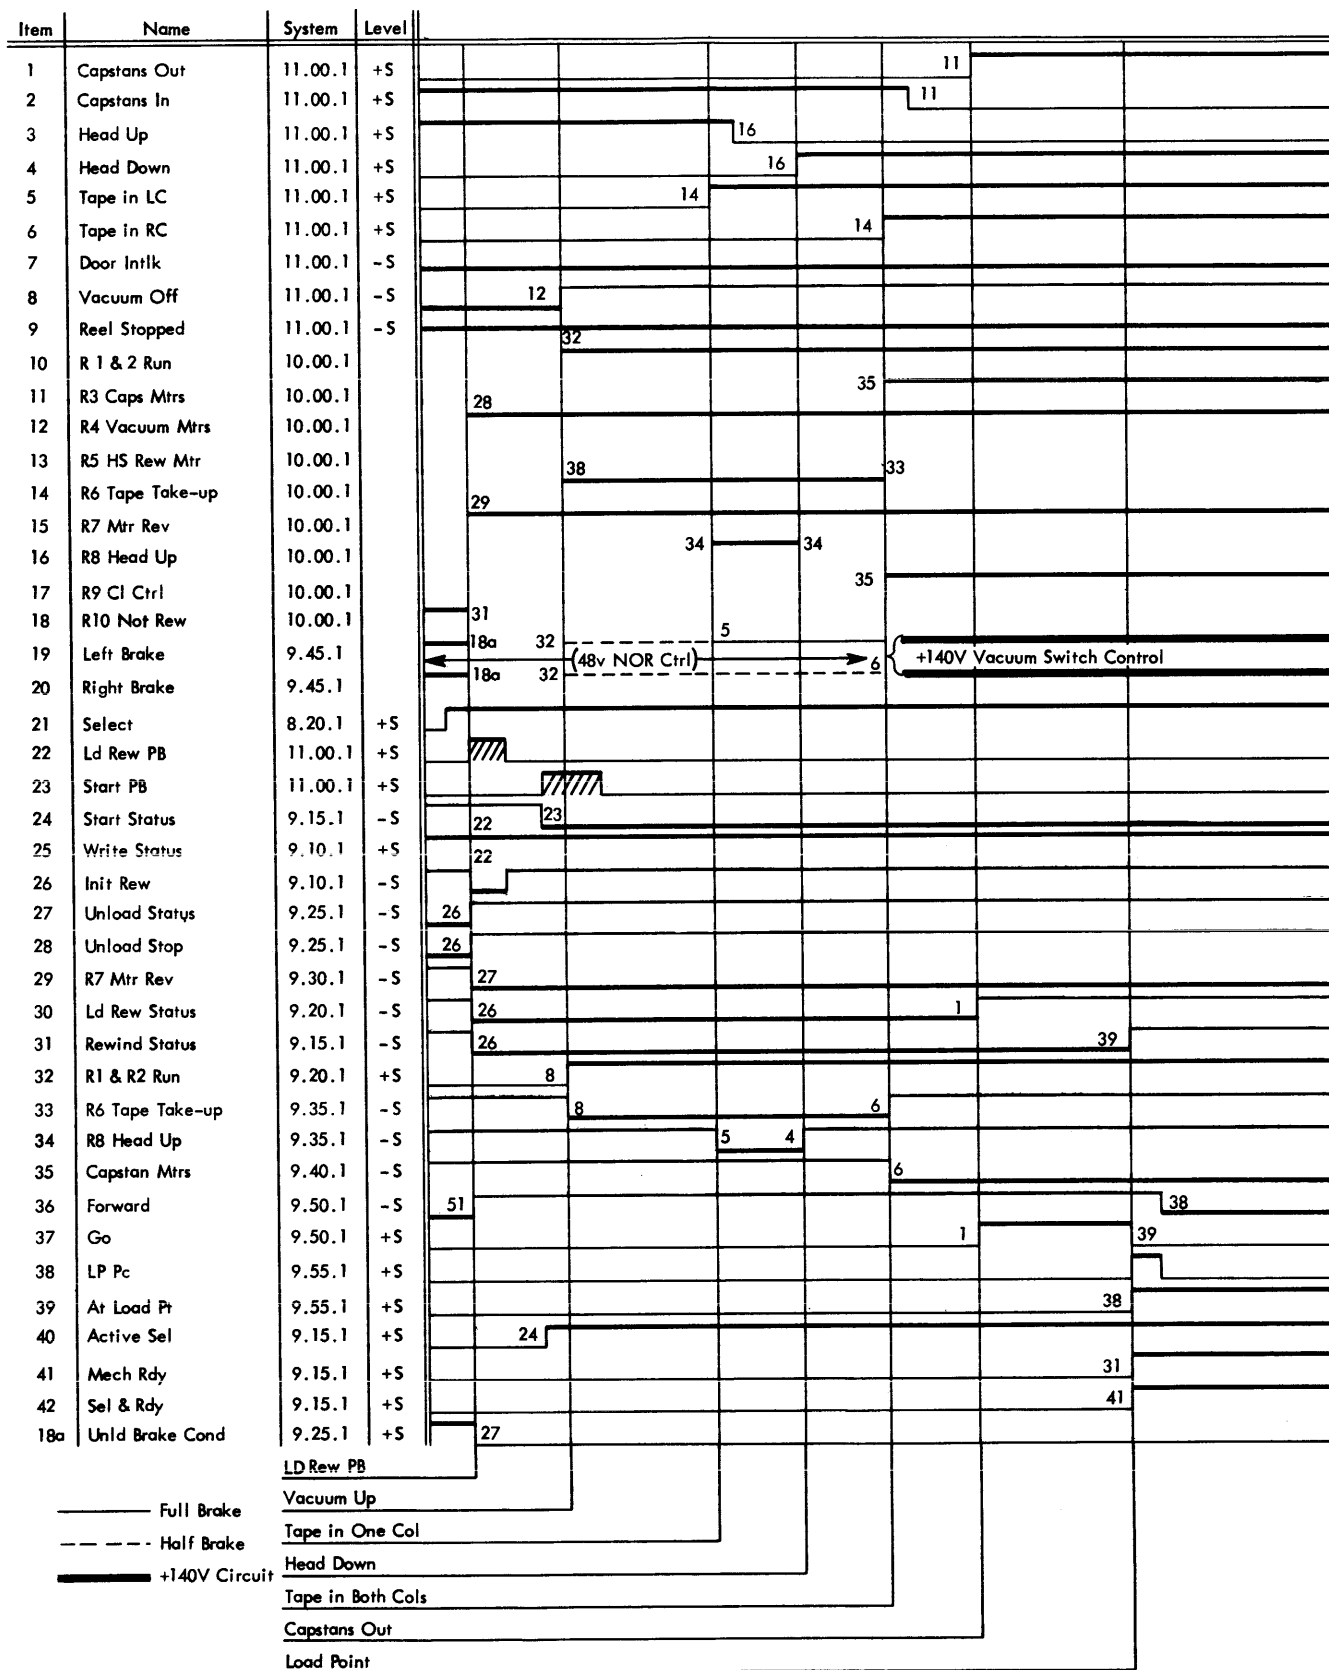 Item Name System Level
1 Capstans Out 11.00.1 +S 11
2 Capstans In 11.00.1 +S 11
3 Head Up 11.00.1 +S 16
4 Head Down 11.00.1 +S 16
5 Tape in LC 11.00.1 +S 14
6 Tape in RC 11.00.1 +S 14
7 Door Intlk 11.00.1 -S
8 Vacuum Off 11.00.1 -S 12
9 Reel Stopped 11.00.1 -S
32
10 R 1 & 2 Run 10.00.1
11 R3 Caps Mtrs 10.00.1 28 35
12 R4 Vacuum Mtrs 10.00.1
13 R5 HS Rew Mtr 10.00.1 38 33
14 R6 Tape Take-up 10.00.1 29
15 R7 Mtr Rev 10.00.1
16 R8 Head Up 10.00.1 34 34
17 R9 Cl Ctrl 10.00.1 35
18 R10 Not Rew 10.00.1 31
19 Left Brake 9.45.1 18a 32 5
(48v NOR Ctrl) 6 +140V Vacuum Switch Control
20 Right Brake 9.45.1 18a 32
21 Select 8.20.1 +S
22 Ld Rew PB 11.00.1 +S
23 Start PB 11.00.1 +S
24 Start Status 9.15.1 -S 22 23
25 Write Status 9.10.1 +S 22
26 Init Rew 9.10.1 -S
27 Unload Status 9.25.1 -S 26
28 Unload Stop 9.25.1 -S 26
29 R7 Mtr Rev 9.30.1 -S 27
30 Ld Rew Status 9.20.1 -S 26 1
31 Rewind Status 9.15.1 -S 26 39
32 R1 & R2 Run 9.20.1 +S 8
33 R6 Tape Take-up 9.35.1 -S 8 6
34 R8 Head Up 9.35.1 -S 5 4
35 Capstan Mtrs 9.40.1 -S 6
36 Forward 9.50.1 -S 51 38
37 Go 9.50.1 +S 1 39
38 LP Pc 9.55.1 +S
39 At Load Pt 9.55.1 +S 38
40 Active Sel 9.15.1 +S 24
41 Mech Rdy 9.15.1 +S 31
42 Sel & Rdy 9.15.1 +S 41
18a Unld Brake Cond 9.25.1 +S 27
LD Rew PB
Vacuum Up
Full Brake
Tape in One Col
Half Brake
Head Down
+140V Circuit
Tape in Both Cols
Capstans Out
Load Point